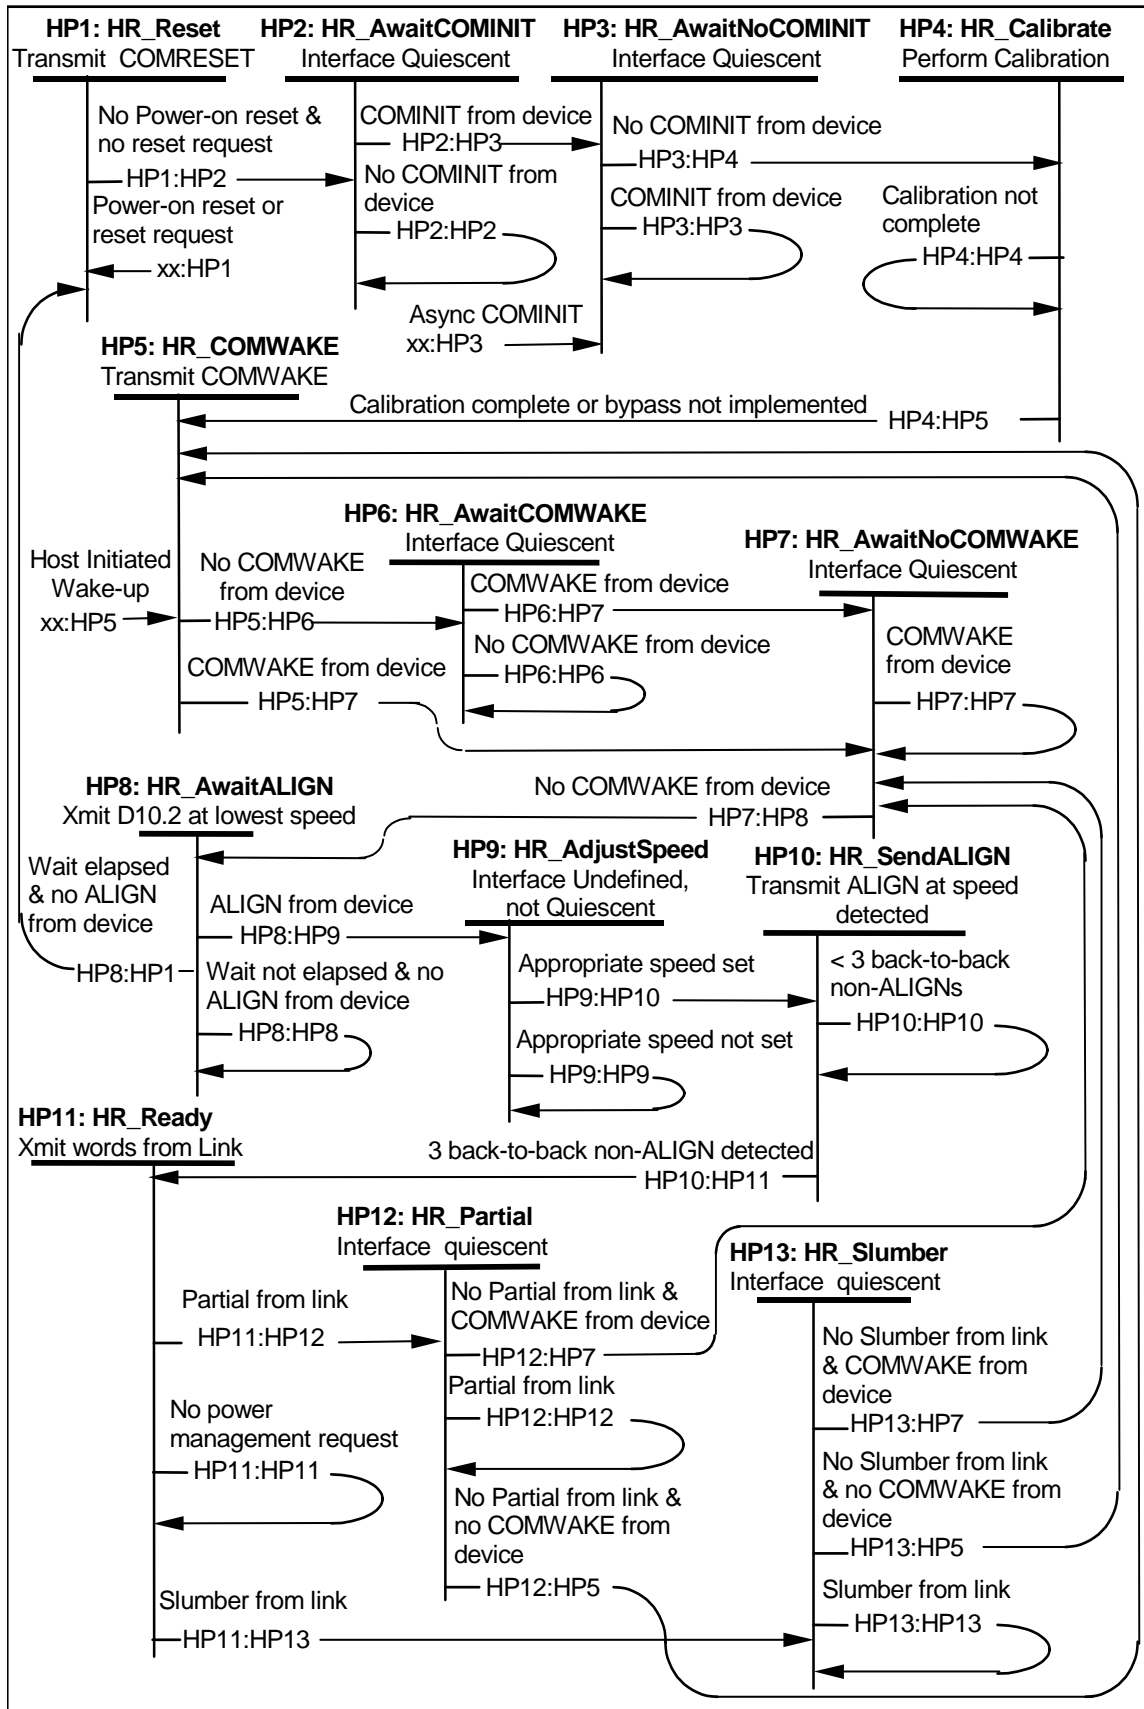 HP1: HR_Reset
Transmit COMRESET
HP2: HR_AwaitCOMINIT
Interface Quiescent
HP3: HR_AwaitNoCOMINIT
Interface Quiescent
HP4: HR_Calibrate
Perform Calibration
No Power-on reset &
no reset request
HP1:HP2
Power-on reset or
reset request
xx:HP1
COMINIT from device
HP2:HP3
No COMINIT from
device
HP2:HP2
No COMINIT from device
HP3:HP4
COMINIT from device
HP3:HP3
Async COMINIT
xx:HP3
Calibration not
complete
HP4:HP4
HP5: HR_COMWAKE
Transmit COMWAKE
Calibration complete or bypass not implemented
HP4:HP5
HP6: HR_AwaitCOMWAKE
Interface Quiescent
HP7: HR_AwaitNoCOMWAKE
Interface Quiescent
Host Initiated
Wake-up
xx:HP5
No COMWAKE
from device
HP5:HP6
COMWAKE from device
HP5:HP7
COMWAKE from device
HP6:HP7
No COMWAKE from device
HP6:HP6
COMWAKE
from device
HP7:HP7
HP8: HR_AwaitALIGN
Xmit D10.2 at lowest speed
No COMWAKE from device
HP7:HP8
HP9: HR_AdjustSpeed
Interface Undefined,
not Quiescent
HP10: HR_SendALIGN
Transmit ALIGN at speed
detected
Wait elapsed
& no ALIGN
from device
HP8:HP1
ALIGN from device
HP8:HP9
Wait not elapsed & no
ALIGN from device
HP8:HP8
Appropriate speed set
HP9:HP10
Appropriate speed not set
HP9:HP9
< 3 back-to-back
non-ALIGNs
HP10:HP10
HP11: HR_Ready
Xmit words from Link
3 back-to-back non-ALIGN detected
HP10:HP11
HP12: HR_Partial
Interface quiescent
HP13: HR_Slumber
Interface quiescent
Partial from link
HP11:HP12
No power
management request
HP11:HP11
Slumber from link
HP11:HP13
No Partial from link &
COMWAKE from device
HP12:HP7
Partial from link
HP12:HP12
No Partial from link &
no COMWAKE from
device
HP12:HP5
No Slumber from link
& COMWAKE from
device
HP13:HP7
No Slumber from link
& no COMWAKE from
device
HP13:HP5
Slumber from link
HP13:HP13